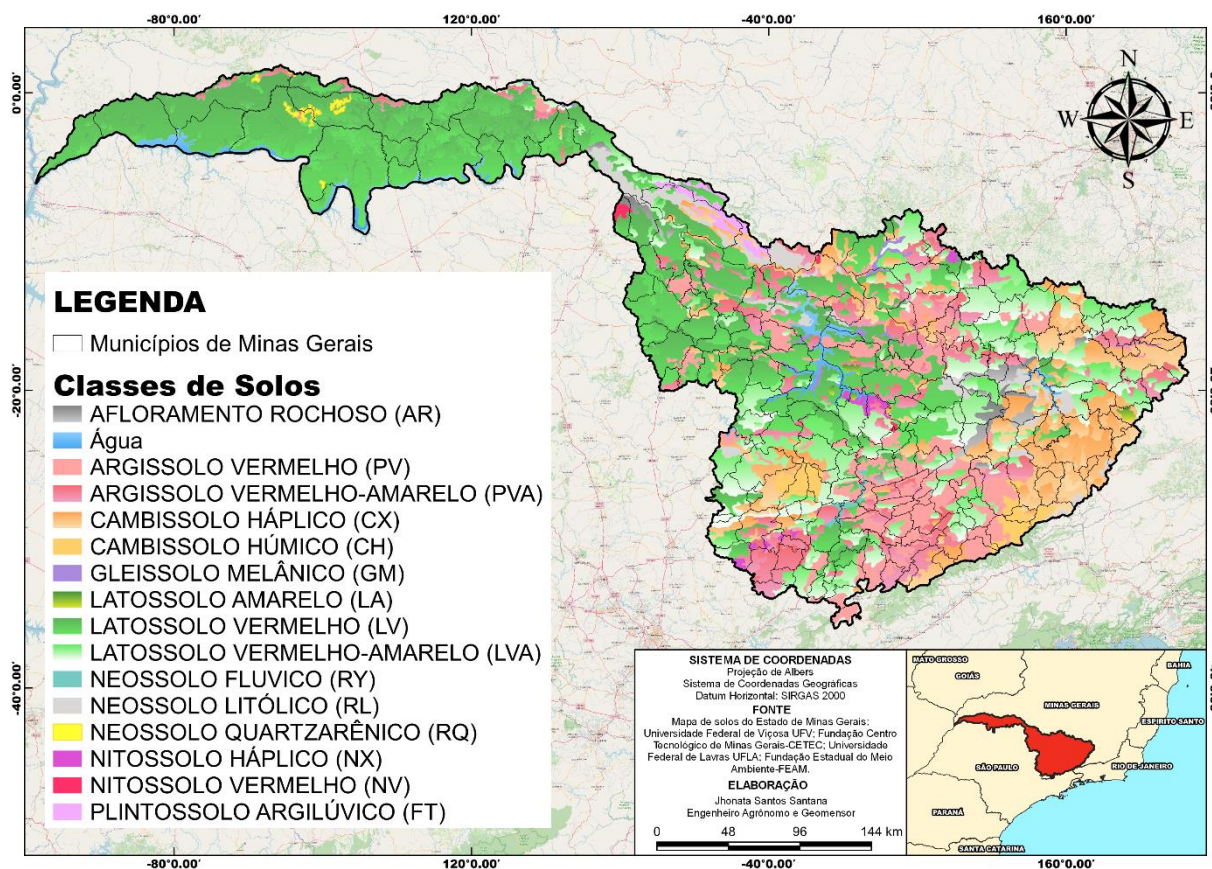 -80°0.00'
120°0.00'
-40°0.00'
160°0.00'
0°0.00'
-20°0.00'
-40°0.00'
N
W
E
S
LEGENDA
Municípios de Minas Gerais
Classes de Solos
AFLORAMENTO ROCHOSO (AR)
Água
ARGISSOLO VERMELHO (PV)
ARGISSOLO VERMELHO-AMARELO (PVA)
CAMBISSOLO HÁPLICO (CX)
CAMBISSOLO HÚMICO (CH)
GLEISSOLO MELÂNICO (GM)
LATOSSOLO AMARELO (LA)
LATOSSOLO VERMELHO (LV)
LATOSSOLO VERMELHO-AMARELO (LVA)
NEOSSOLO FLUVICO (RY)
NEOSSOLO LITÓLICO (RL)
NEOSSOLO QUARTZARÊNICO (RQ)
NITOSSOLO HÁPLICO (NX)
NITOSSOLO VERMELHO (NV)
PLINTOSSOLO ARGILÚVICO (FT)
SISTEMA DE COORDENADAS
Projeção de Albers
Sistema de Coordenadas Geográficas
Datum Horizontal: SIRGAS 2000
FONTE
Mapa de solos do Estado de Minas Gerais:
Universidade Federal de Viçosa UFV; Fundação Centro
Tecnológico de Minas Gerais-CETEC; Universidade
Federal de Lavras UFLA; Fundação Estadual do Meio
Ambiente-FEAM.
ELABORAÇÃO
Jhonata Santos Santana
Engenheiro Agrônomo e Geomensor
0 48 96 144 km
MATO GROSSO
GOIÁS
BAHIA
MINAS GERAIS
ESPIRITO SANTO
SÃO PAULO
RIO DE JANEIRO
PARANÁ
SANTA CATARINA
-80°0.00'
120°0.00'
-40°0.00'
160°0.00'